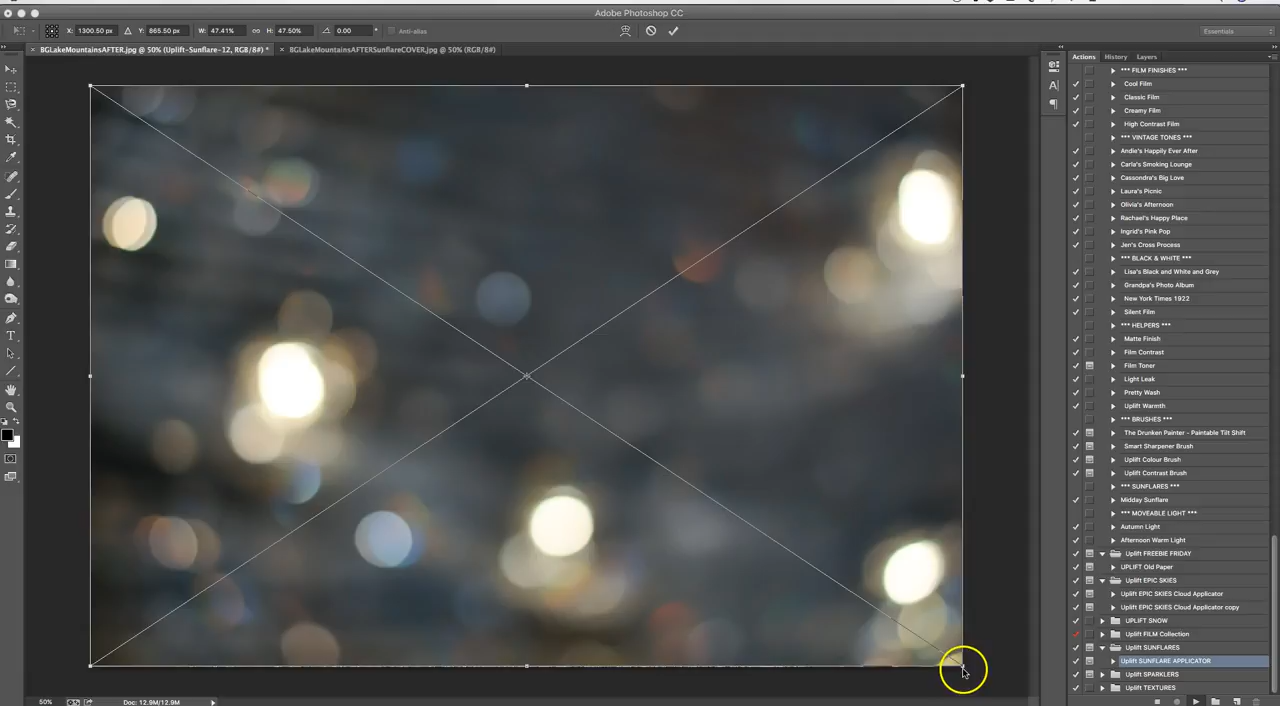 Adobe Photoshop CC
X: 1300.50 px Y: 865.50 px W: 47.41% H: 47.50% 0.00 ° Anti-alias Essentials
BGLakeMountainsAFTER.jpg @ 50% (Uplift-Sunflare-12, RGB/8#) * BGLakeMountainsAFTERSunflareCOVER.jpg @ 50% (RGB/8#)
Actions History Layers
*** FILM FINISHES ***
Cool Film
Classic Film
Creamy Film
High Contrast Film
*** VINTAGE TONES ***
Andie's Happily Ever After
Carla's Smoking Lounge
Cassondra's Big Love
Laura's Picnic
Olivia's Afternoon
Rachael's Happy Place
Ingrid's Pink Pop
Jen's Cross Process
*** BLACK & WHITE ***
Lisa's Black and White and Grey
Grandpa's Photo Album
New York Times 1922
Silent Film
*** HELPERS ***
Matte Finish
Film Contrast
Film Toner
Light Leak
Pretty Wash
Uplift Warmth
*** BRUSHES ***
The Drunken Painter - Paintable Tilt Shift
Smart Sharpener Brush
Uplift Colour Brush
Uplift Contrast Brush
*** SUNFLARES ***
Midday Sunflare
*** MOVEABLE LIGHT ***
Autumn Light
Afternoon Warm Light
Uplift FREEBIE FRIDAY
UPLIFT Old Paper
Uplift EPIC SKIES
Uplift EPIC SKIES Cloud Applicator
Uplift EPIC SKIES Cloud Applicator copy
UPLIFT SNOW
Uplift FILM Collection
Uplift SUNFLARES
Uplift SUNFLARE APPLICATOR
Uplift SPARKLERS
Uplift TEXTURES
50% Doc: 12.9M/12.9M